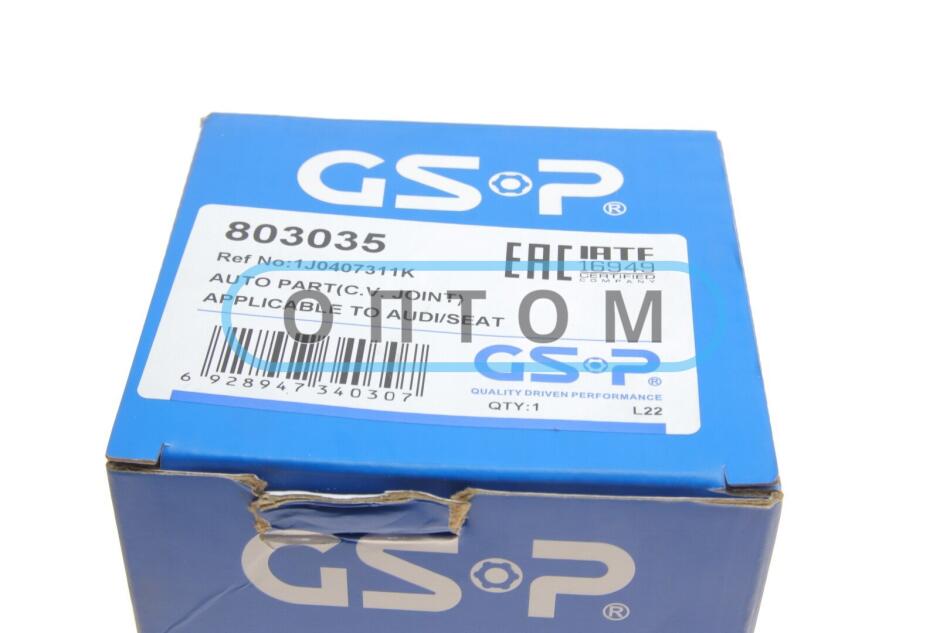 GSP®
803035
Ref No:1J0407311K
AUTO PART(C.V. JOINT)
APPLICABLE TO AUDI/SEAT
EAC
IATF
16949
CERTIFIED
COMPANY
ОПТОМ
6 928947 340307
GSP®
QUALITY DRIVEN PERFORMANCE
QTY:1
L22
GSP®